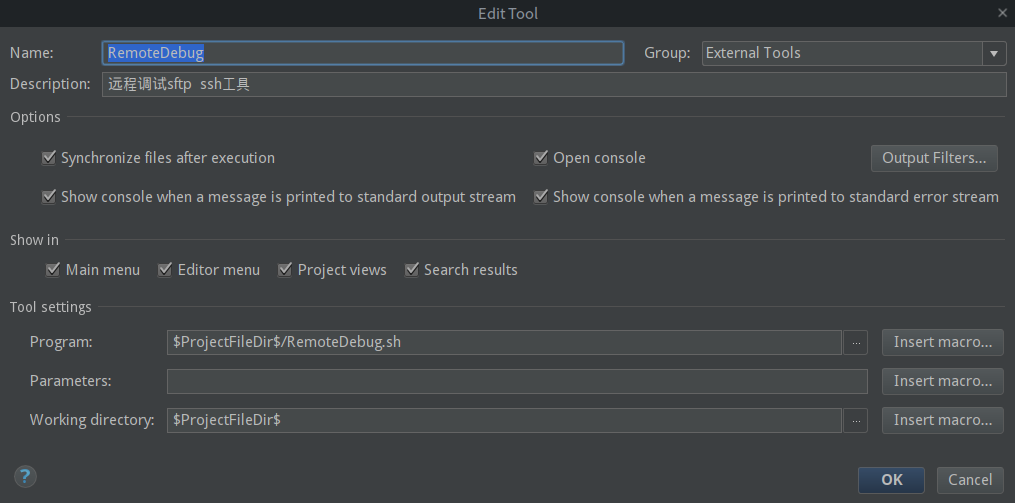 Edit Tool
Name: RemoteDebug Group: External Tools
Description: 远程调试sftp ssh工具
Options
Synchronize files after execution Open console Output Filters...
Show console when a message is printed to standard output stream Show console when a message is printed to standard error stream
Show in
Main menu Editor menu Project views Search results
Tool settings
Program: $ProjectFileDir$/RemoteDebug.sh ... Insert macro...
Parameters: Insert macro...
Working directory: $ProjectFileDir$ ... Insert macro...
? OK Cancel